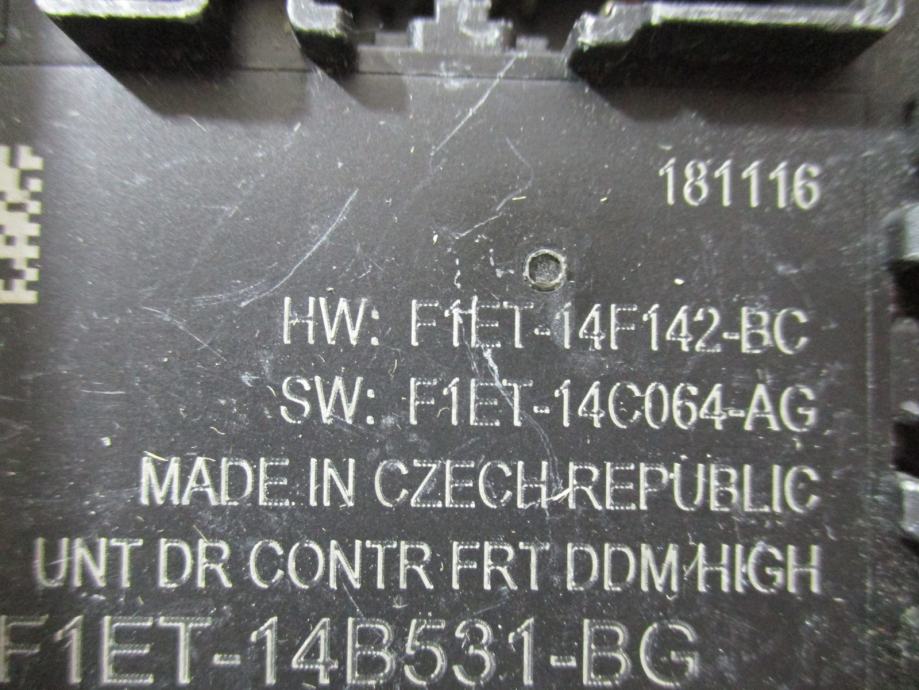 181116
HW: F1ET-14F142-BC
SW: F1ET-14C064-AG
MADE IN CZECH REPUBLIC
UNT DR CONTR FRT DDM HIGH
F1ET-14B531-BG